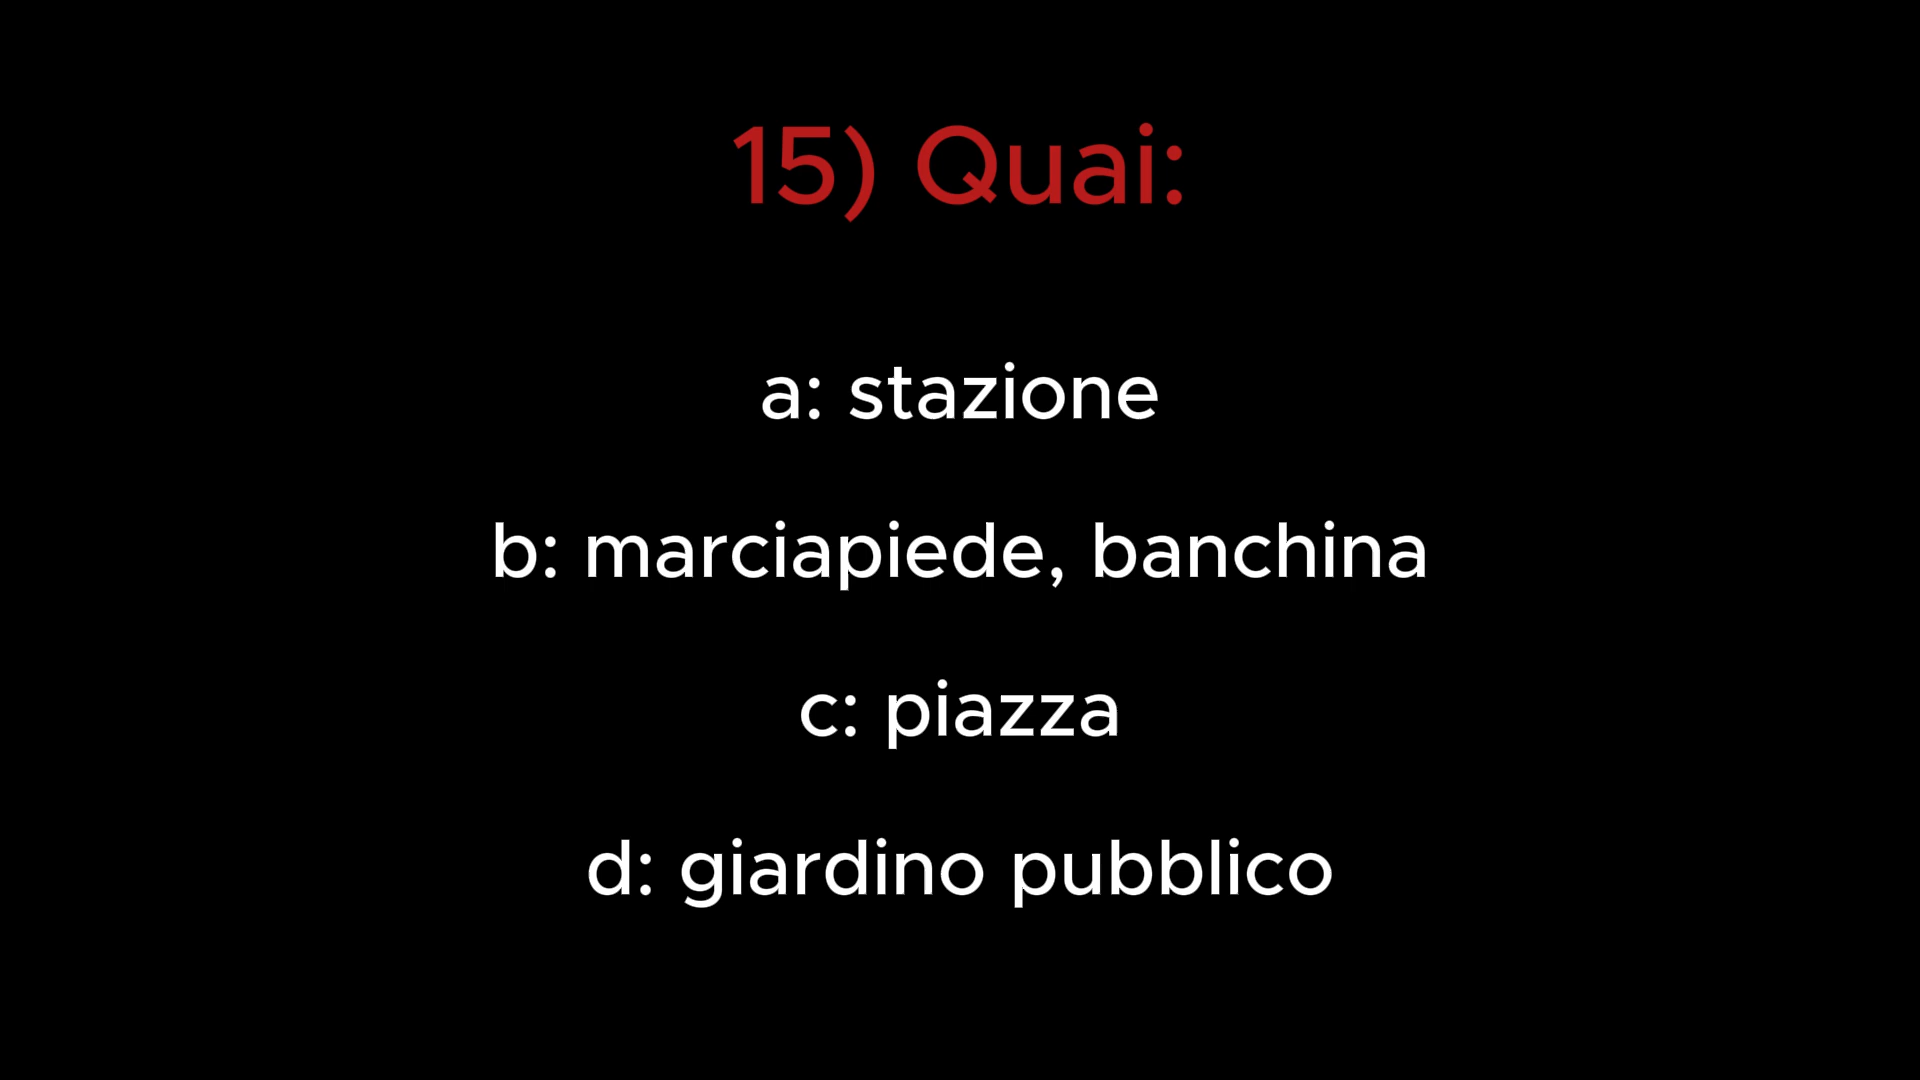 15) Quai:
a: stazione
b: marciapiede, banchina
c: piazza
d: giardino pubblico